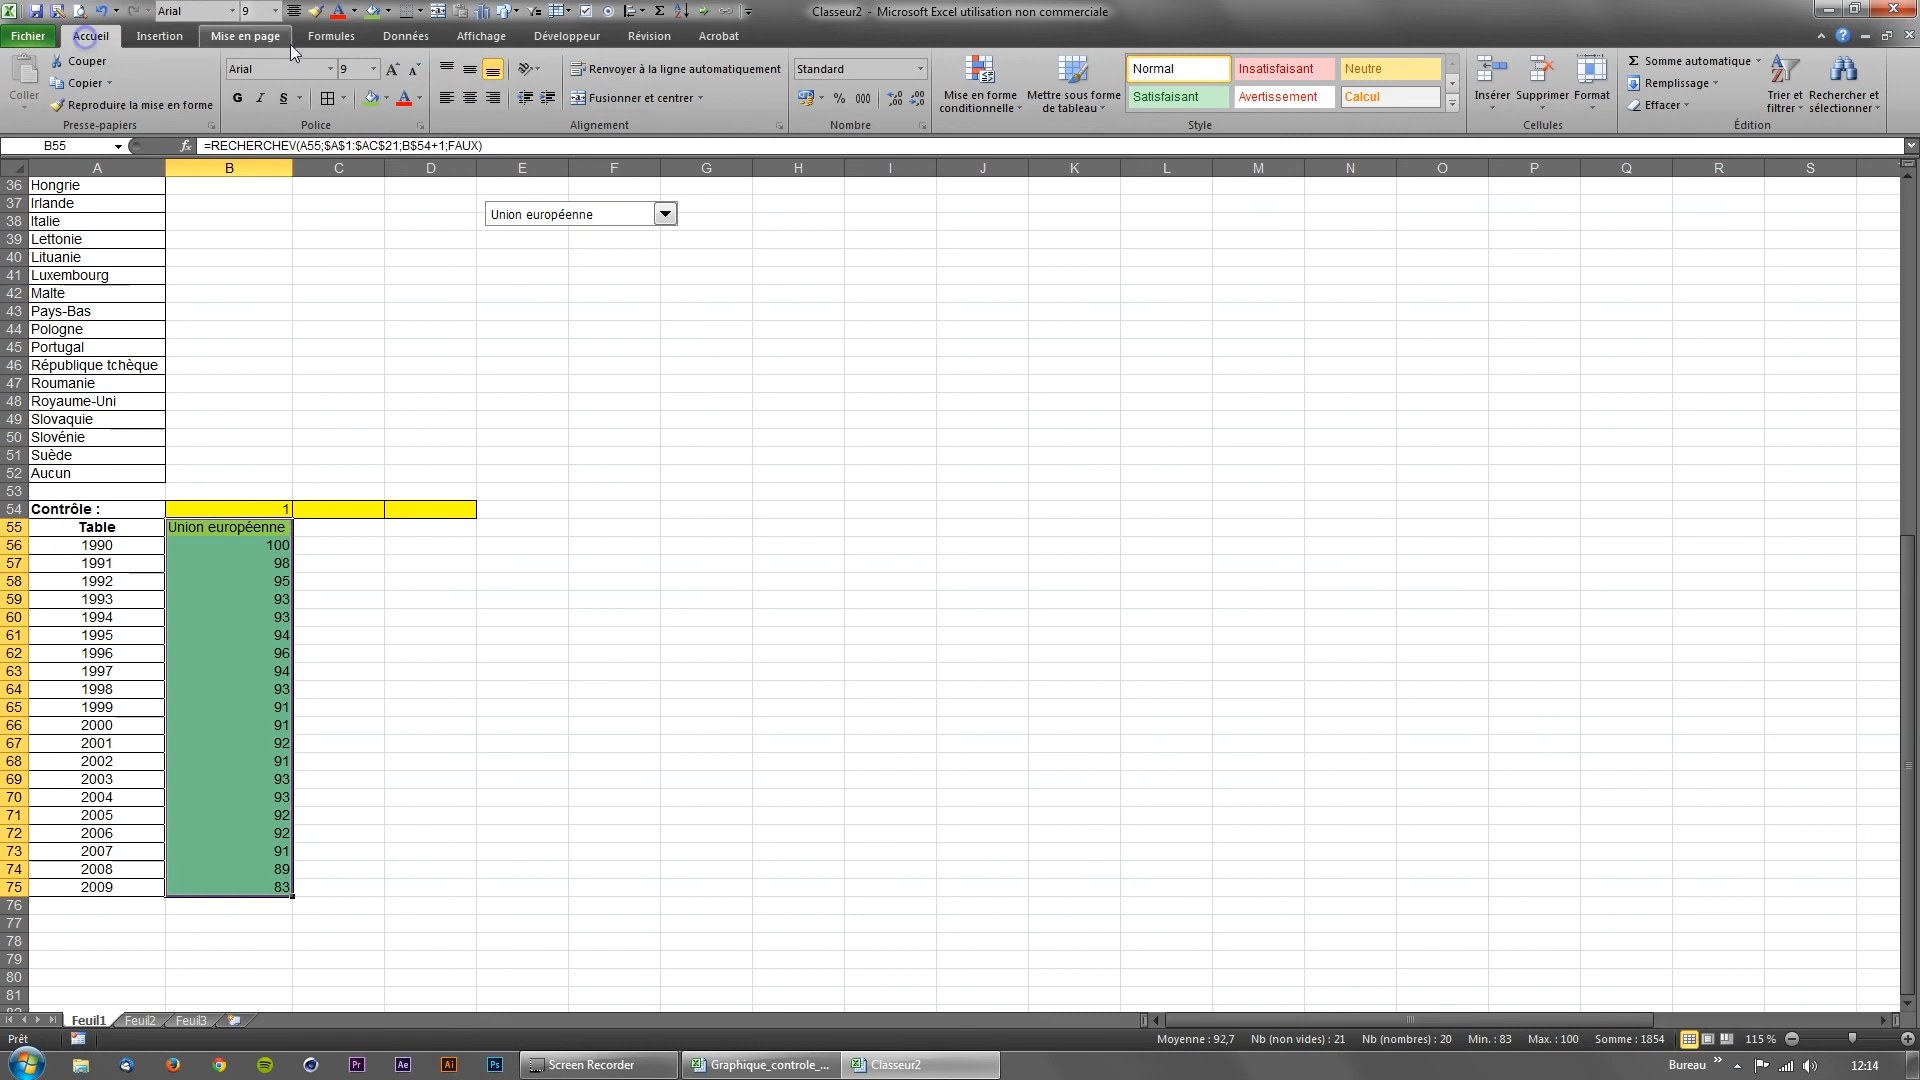 Arial 9 Classeur2 - Microsoft Excel utilisation non commerciale
Fichier Accueil Insertion Mise en page Formules Données Affichage Développeur Révision Acrobat
Coller
Couper
Copier
Reproduire la mise en forme
Presse-papiers
Arial 9
G I S
Police
Renvoyer à la ligne automatiquement
Fusionner et centrer
Alignement
Standard
% 000
Nombre
Mise en forme conditionnelle
Mettre sous forme de tableau
Normal Insatisfaisant Neutre
Satisfaisant Avertissement Calcul
Style
Insérer Supprimer Format
Cellules
Σ Somme automatique
Remplissage
Effacer
Trier et filtrer
Rechercher et sélectionner
Édition
B55 fx =RECHERCHEV(A55;$A$1:$AC$21;B$54+1;FAUX)
A B C D E F G H I J K L M N O P Q R S
36 Hongrie
37 Irlande
Union européenne
38 Italie
39 Lettonie
40 Lituanie
41 Luxembourg
42 Malte
43 Pays-Bas
44 Pologne
45 Portugal
46 République tchèque
47 Roumanie
48 Royaume-Uni
49 Slovaquie
50 Slovénie
51 Suède
52 Aucun
53
54 Contrôle : 1
55 Table Union européenne
56 1990 100
57 1991 98
58 1992 95
59 1993 93
60 1994 93
61 1995 94
62 1996 96
63 1997 94
64 1998 93
65 1999 91
66 2000 91
67 2001 92
68 2002 91
69 2003 93
70 2004 93
71 2005 92
72 2006 92
73 2007 91
74 2008 89
75 2009 83
76
77
78
79
80
81
Feuil1 Feuil2 Feuil3
Prêt Moyenne : 92,7 Nb (non vides) : 21 Nb (nombres) : 20 Min. : 83 Max. : 100 Somme : 1854 115 %
Pr Ae Ai Ps Screen Recorder Graphique_controle_... Classeur2 Bureau 12:14